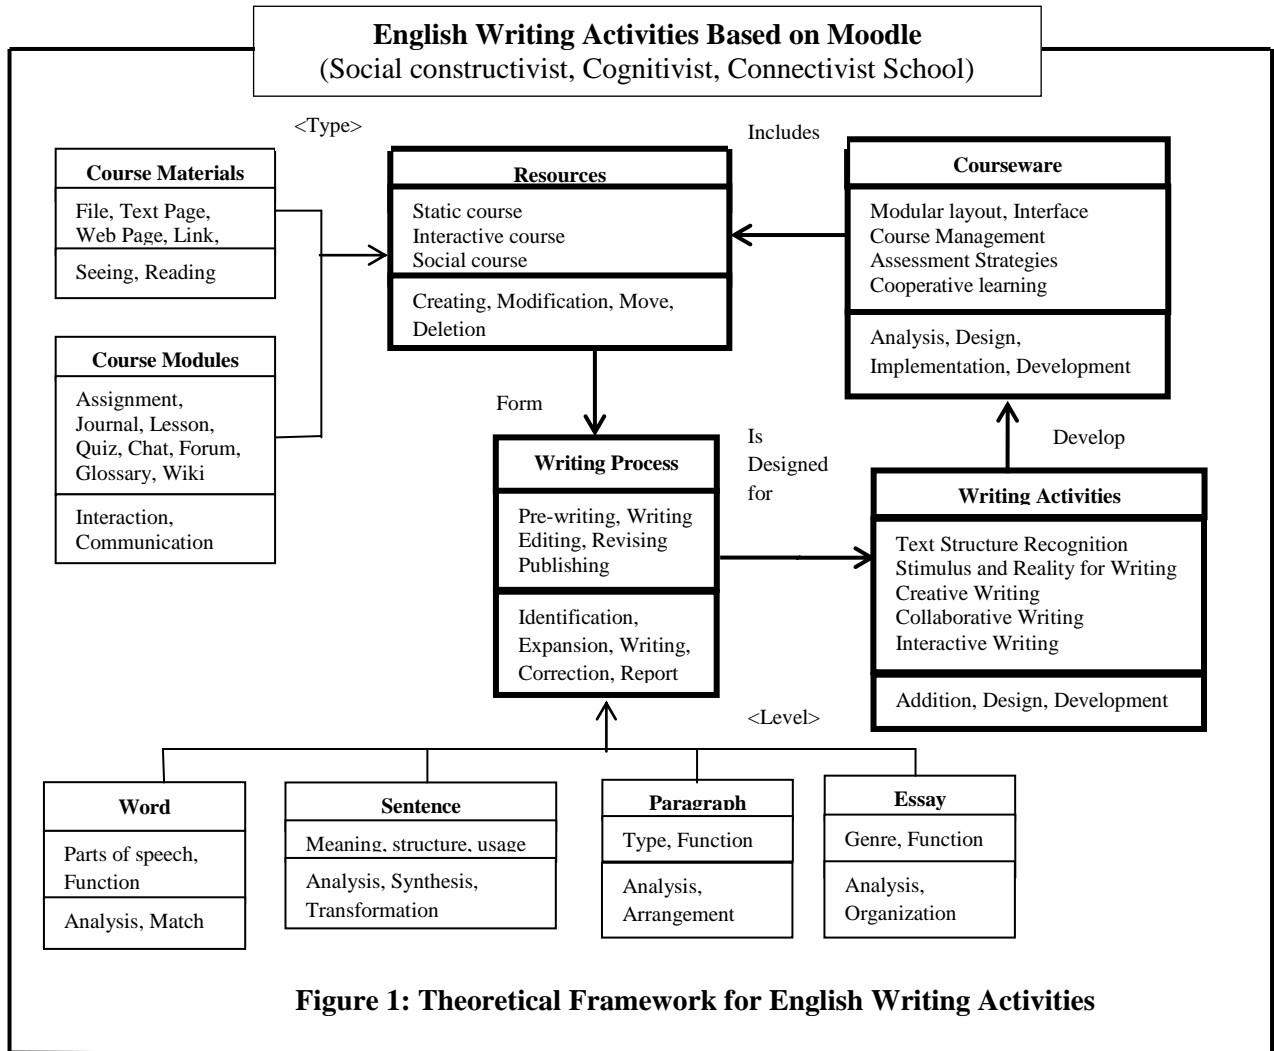 English Writing Activities Based on Moodle
(Social constructivist, Cognitivist, Connectivist School)
<Type>
Includes
Course Materials
File, Text Page,
Web Page, Link,
Seeing, Reading
Resources
Static course
Interactive course
Social course
Creating, Modification, Move,
Deletion
Courseware
Modular layout, Interface
Course Management
Assessment Strategies
Cooperative learning
Analysis, Design,
Implementation, Development
Course Modules
Assignment,
Journal, Lesson,
Quiz, Chat, Forum,
Glossary, Wiki
Interaction,
Communication
Form
Writing Process
Pre-writing, Writing
Editing, Revising
Publishing
Identification,
Expansion, Writing,
Correction, Report
Is
Designed
for
Develop
Writing Activities
Text Structure Recognition
Stimulus and Reality for Writing
Creative Writing
Collaborative Writing
Interactive Writing
Addition, Design, Development
<Level>
Word
Parts of speech,
Function
Analysis, Match
Sentence
Meaning, structure, usage
Analysis, Synthesis,
Transformation
Paragraph
Type, Function
Analysis,
Arrangement
Essay
Genre, Function
Analysis,
Organization
Figure 1: Theoretical Framework for English Writing Activities